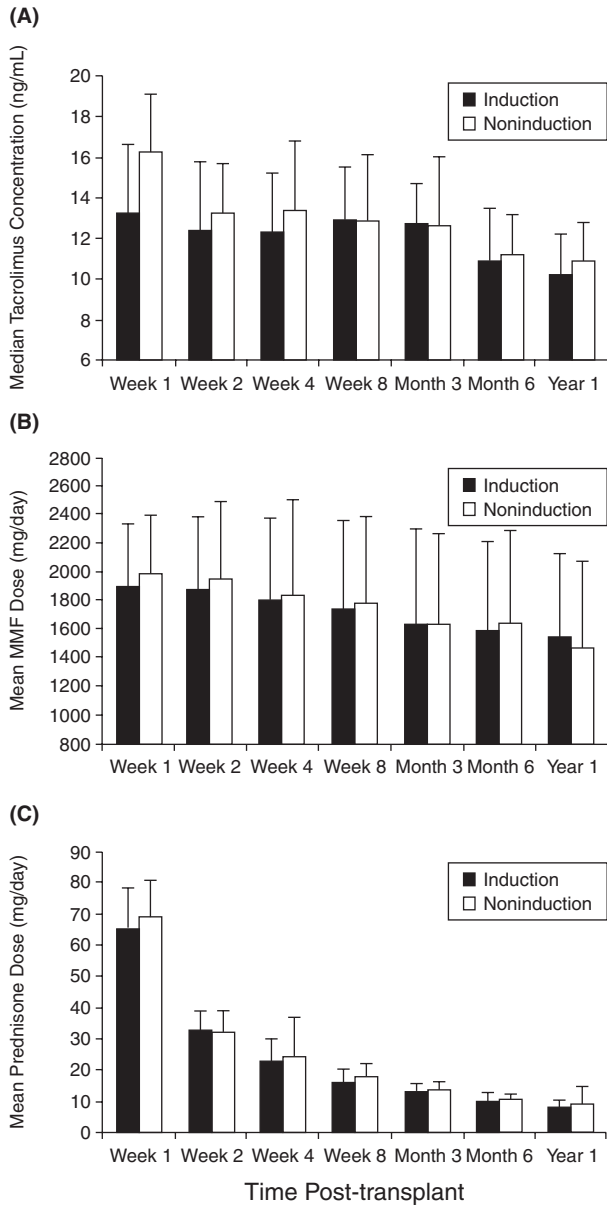 (A)
Median Tacrolimus Concentration (ng/mL)
20
18
16
14
12
10
8
6
Induction
Noninduction
Week 1 Week 2 Week 4 Week 8 Month 3 Month 6 Year 1
(B)
Mean MMF Dose (mg/day)
2800
2600
2400
2200
2000
1800
1600
1400
1200
1000
800
Induction
Noninduction
Week 1 Week 2 Week 4 Week 8 Month 3 Month 6 Year 1
(C)
Mean Prednisone Dose (mg/day)
90
80
70
60
50
40
30
20
10
0
Induction
Noninduction
Week 1 Week 2 Week 4 Week 8 Month 3 Month 6 Year 1
Time Post-transplant